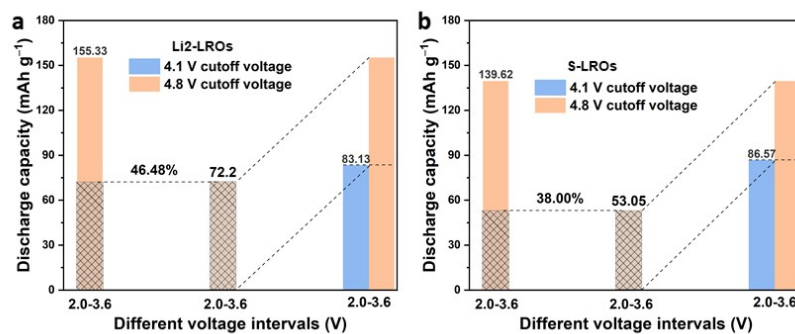 a
Li2-LROs
4.1 V cutoff voltage
4.8 V cutoff voltage
Discharge capacity (mAh g⁻¹)
180
150
120
90
60
30
0
155.33
46.48%
72.2
83.13
2.0-3.6
2.0-3.6
2.0-3.6
Different voltage intervals (V)
b
S-LROs
4.1 V cutoff voltage
4.8 V cutoff voltage
Discharge capacity (mAh g⁻¹)
180
150
120
90
60
30
0
139.62
38.00%
53.05
86.57
2.0-3.6
2.0-3.6
2.0-3.6
Different voltage intervals (V)